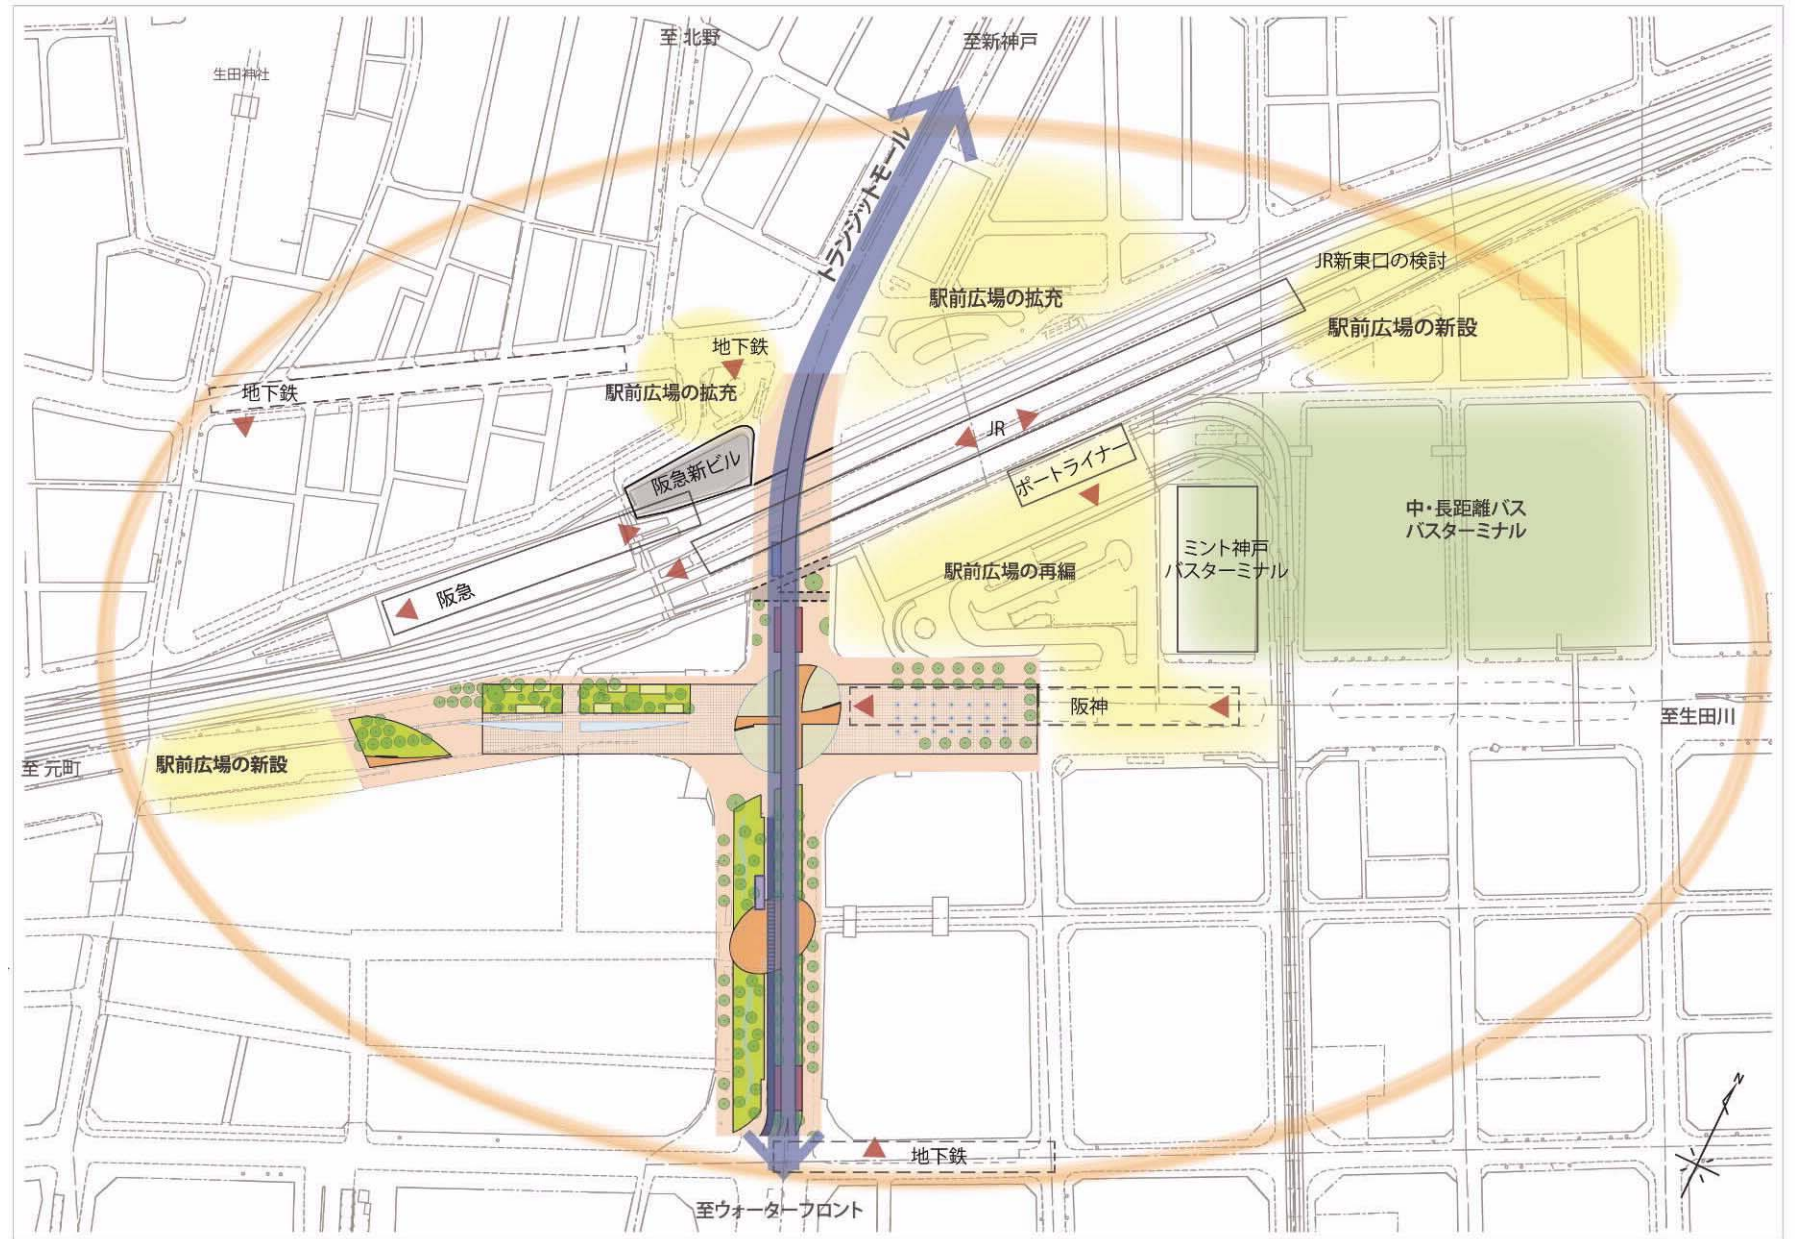 至 北野
至新神戸
生田神社
トランジットモール
JR新東口の検討
駅前広場の拡充
駅前広場の新設
地下鉄
駅前広場の拡充
地下鉄
JR
阪急新ビル
ポートライナー
中・長距離バス
バスターミナル
ミント神戸
バスターミナル
駅前広場の再編
阪急
阪神
至生田川
駅前広場の新設
至 元町
N
地下鉄
至ウォーターフロント